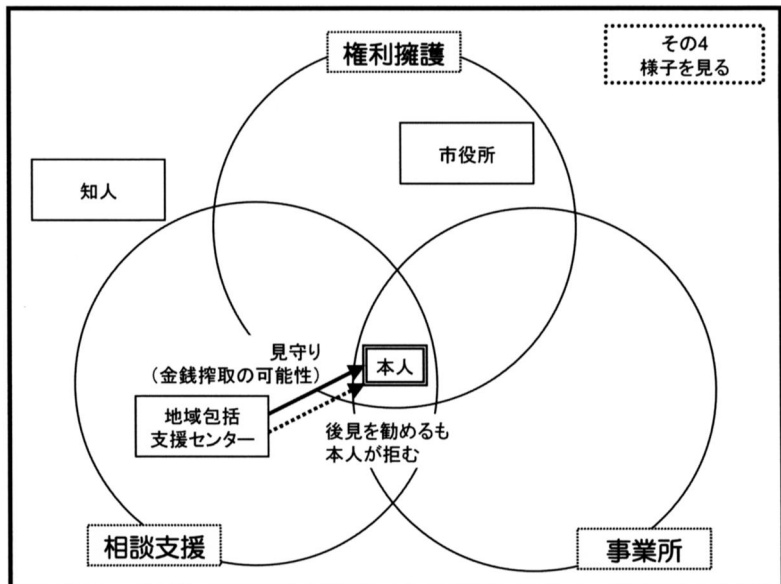 権利擁護
その4
様子を見る
市役所
知人
見守り
(金銭搾取の可能性)
本人
地域包括
支援センター
後見を勧めるも
本人が拒む
相談支援
事業所